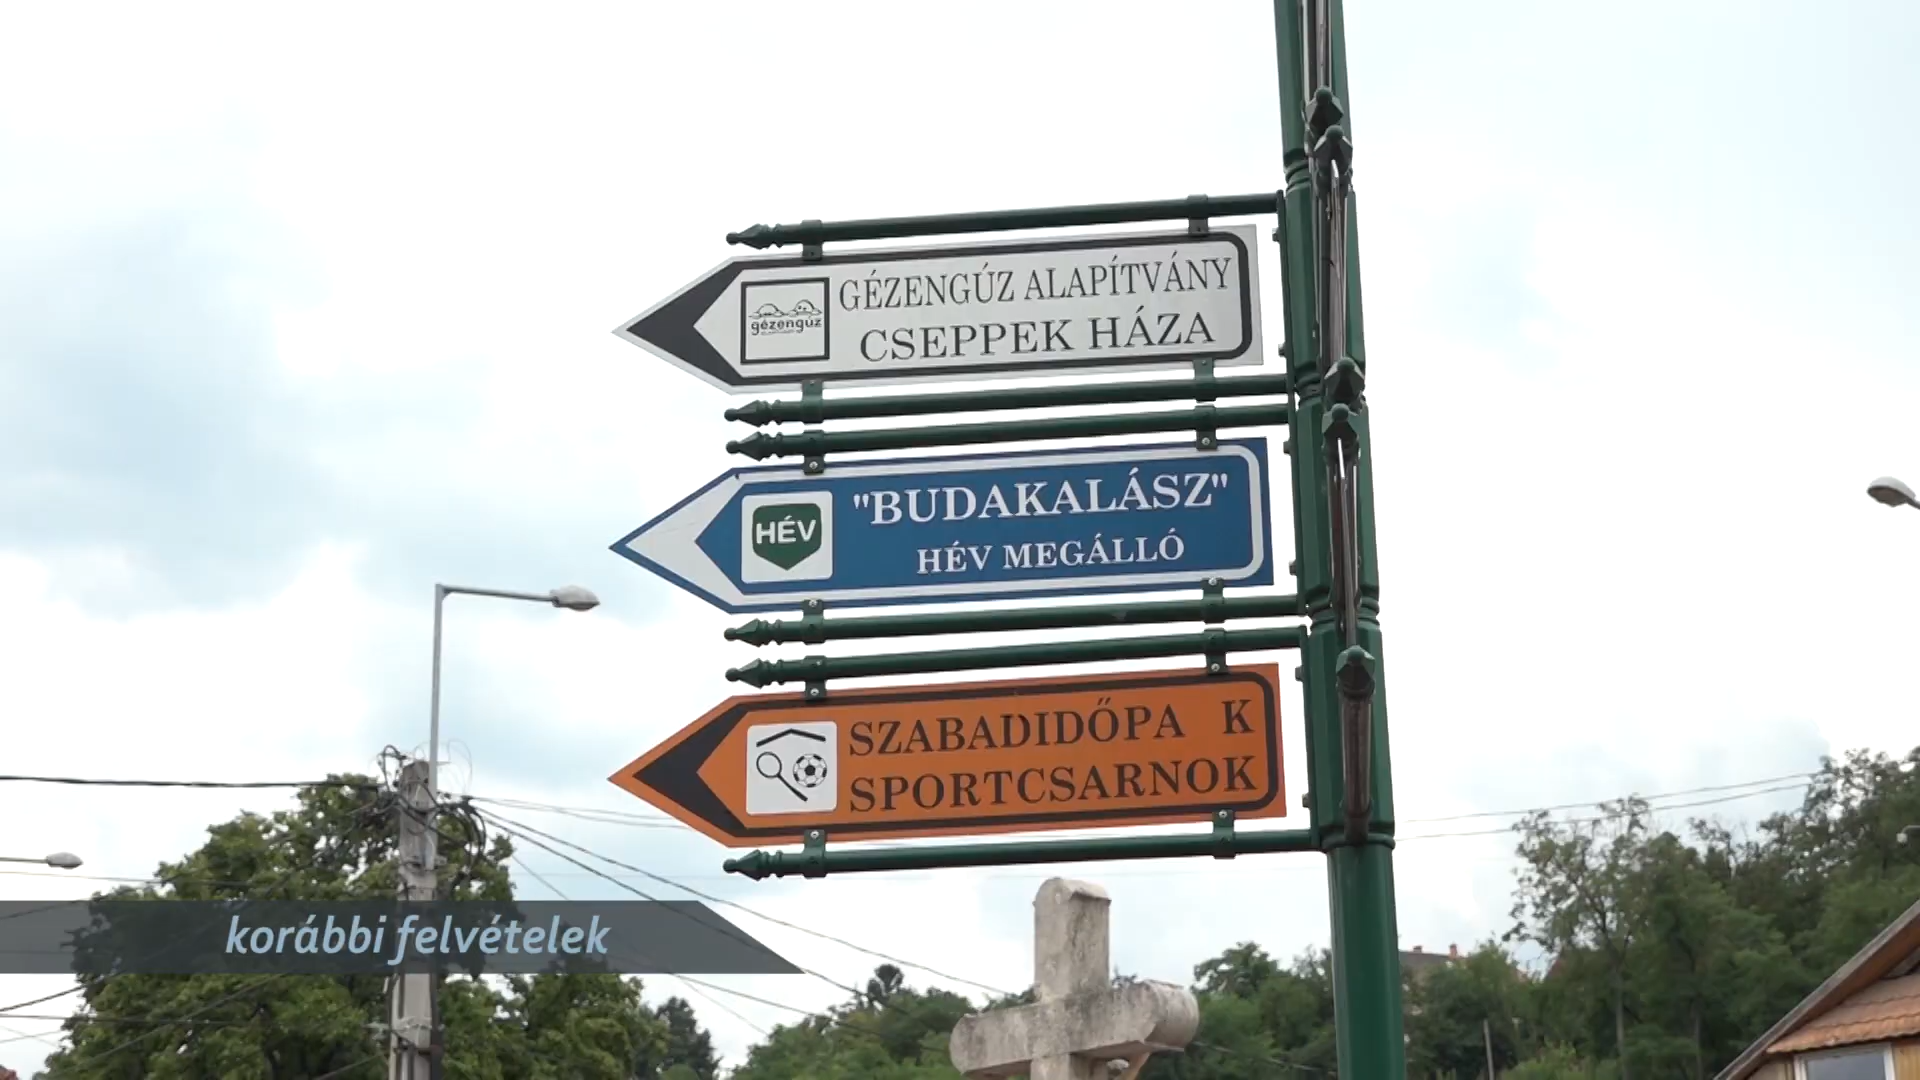 gézengúz
GÉZENGÚZ ALAPÍTVÁNY
CSEPPEK HÁZA
HÉV
"BUDAKALÁSZ"
HÉV MEGÁLLÓ
SZABADIDŐPA K
SPORTCSARNOK
korábbi felvételek